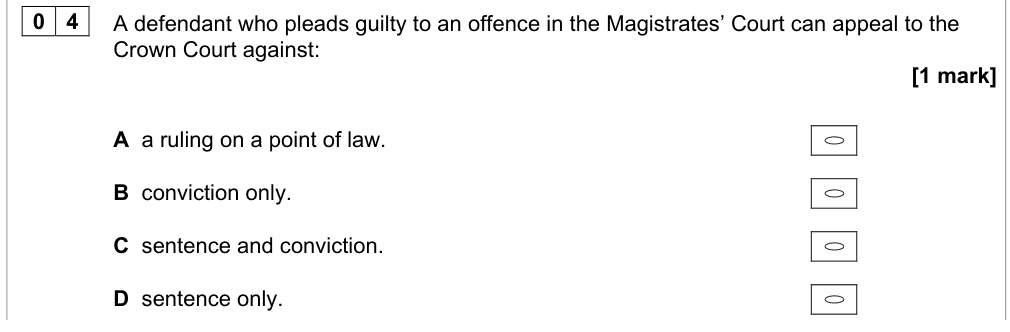 0 4 A defendant who pleads guilty to an offence in the Magistrates’ Court can appeal to the
Crown Court against:
[1 mark]
A a ruling on a point of law.
B conviction only.
C sentence and conviction.
D sentence only.